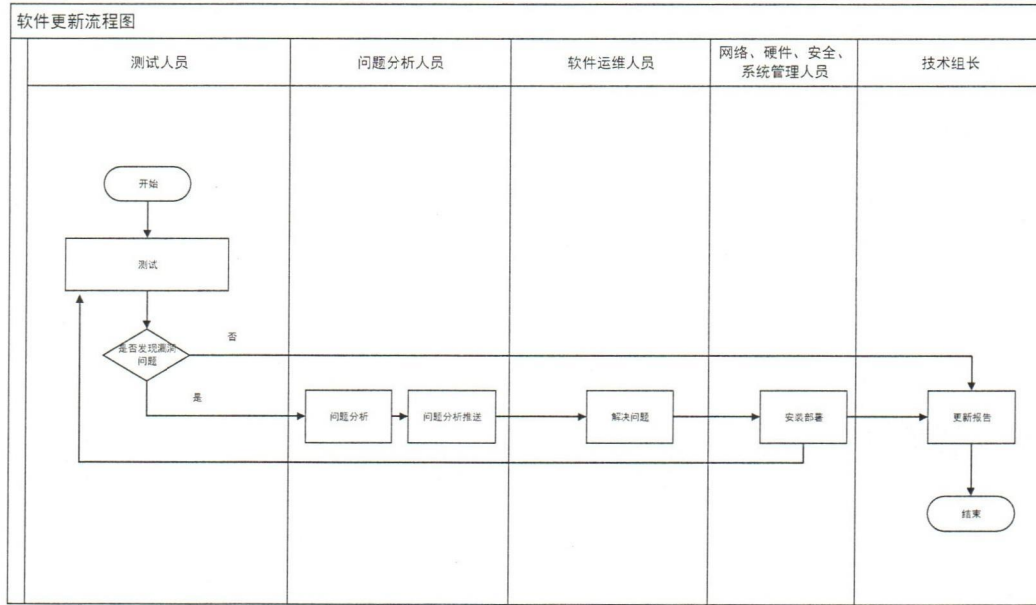 软件更新流程图
测试人员
问题分析人员
软件运维人员
网络、硬件、安全、
系统管理人员
技术组长
开始
测试
是否发现漏洞
问题
否
是
问题分析
问题分析推送
解决问题
安装部署
更新报告
结束